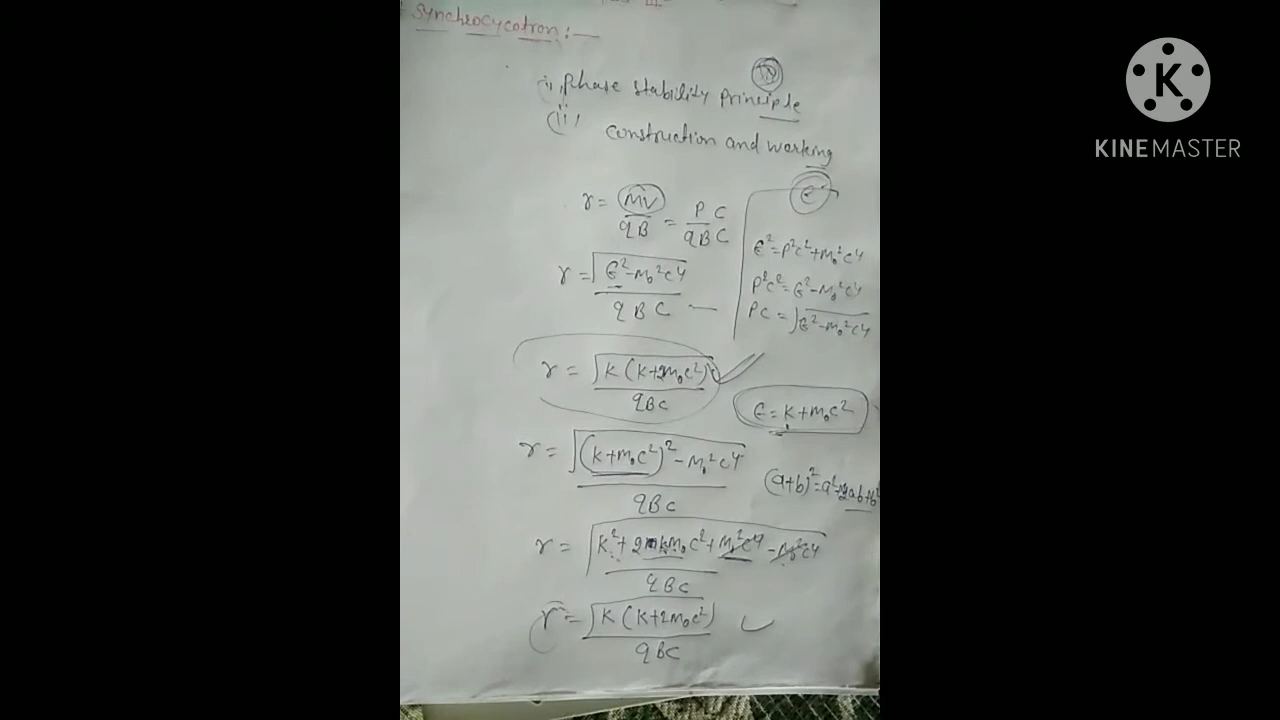 # Synchrocycotron:—
(i), Phase stability principle
(ii) construction and working
r = MV/qB = PC/qBC
r = √(E²-m₀²c⁴)/qBC —
E² = P²c²+m₀²c⁴
P²c² = E²-m₀²c⁴
PC = √(E²-m₀²c⁴)
r = √(K(K+2m₀c²))/qBC
E = K+m₀c²
r = √((K+m₀c²)²-m₀²c⁴)/qBC
(a+b)² = a²+2ab+b²
r = √(K²+2Km₀c²+m₀²c⁴-m₀²c⁴)/qBC
r = √(K(K+2m₀c²))/qBC
K
KINEMASTER